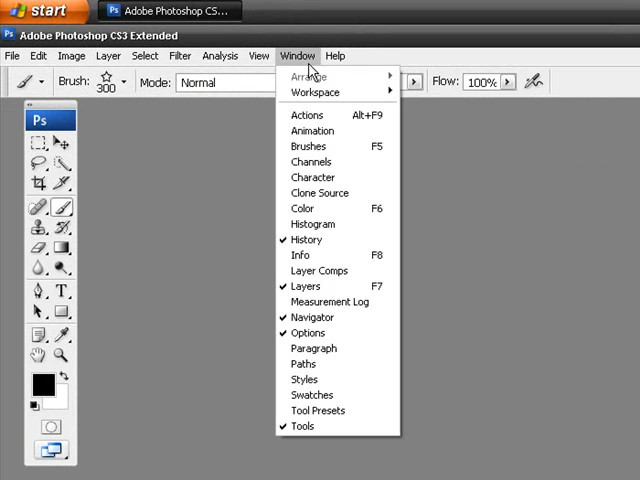 start
Ps Adobe Photoshop CS...
Ps Adobe Photoshop CS3 Extended
File Edit Image Layer Select Filter Analysis View Window Help
Brush: 300 Mode: Normal Flow: 100%
Arrange
Workspace
Ps
Actions Alt+F9
Animation
Brushes F5
Channels
Character
Clone Source
Color F6
Histogram
History
Info F8
Layer Comps
Layers F7
Measurement Log
Navigator
Options
Paragraph
Paths
Styles
Swatches
Tool Presets
Tools